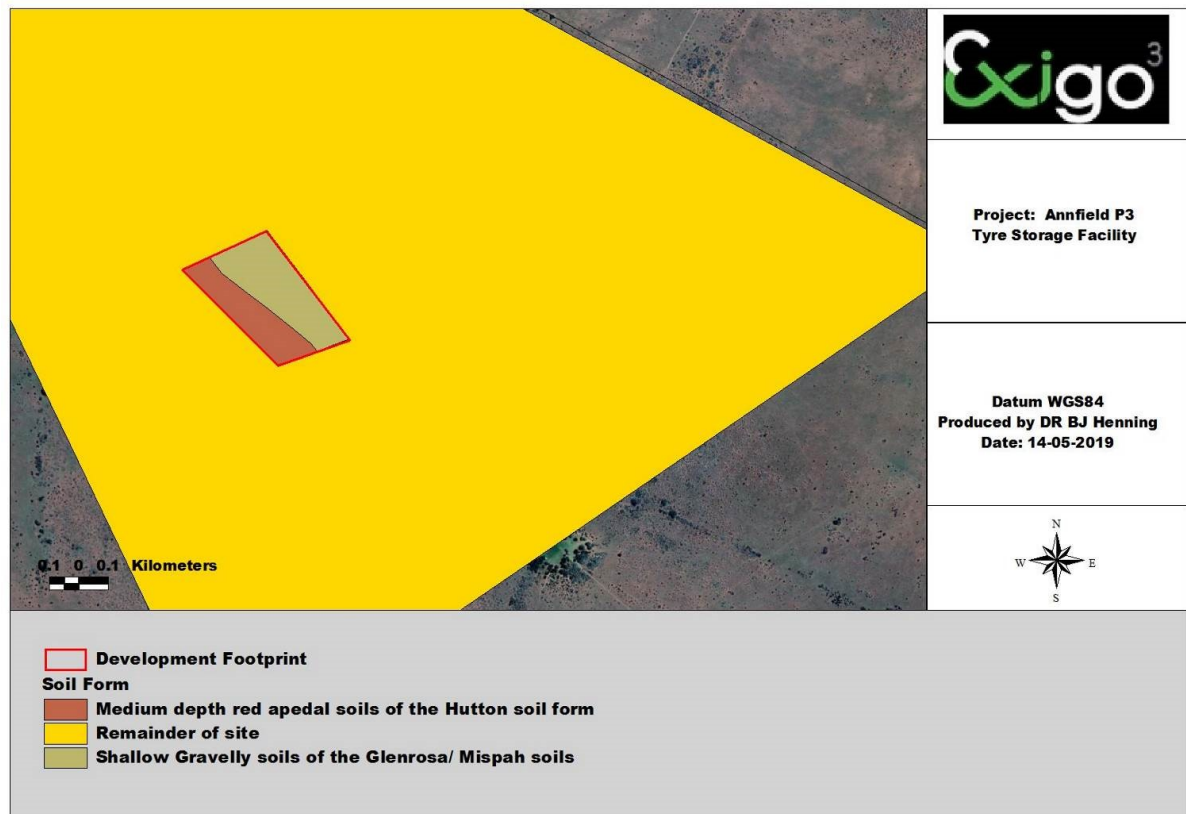 Exigo3
Project: Annfield P3
Tyre Storage Facility
Datum WGS84
Produced by DR BJ Henning
Date: 14-05-2019
N
W E
S
0.1 0 0.1 Kilometers
Development Footprint
Soil Form
Medium depth red apedal soils of the Hutton soil form
Remainder of site
Shallow Gravelly soils of the Glenrosa/ Mispah soils